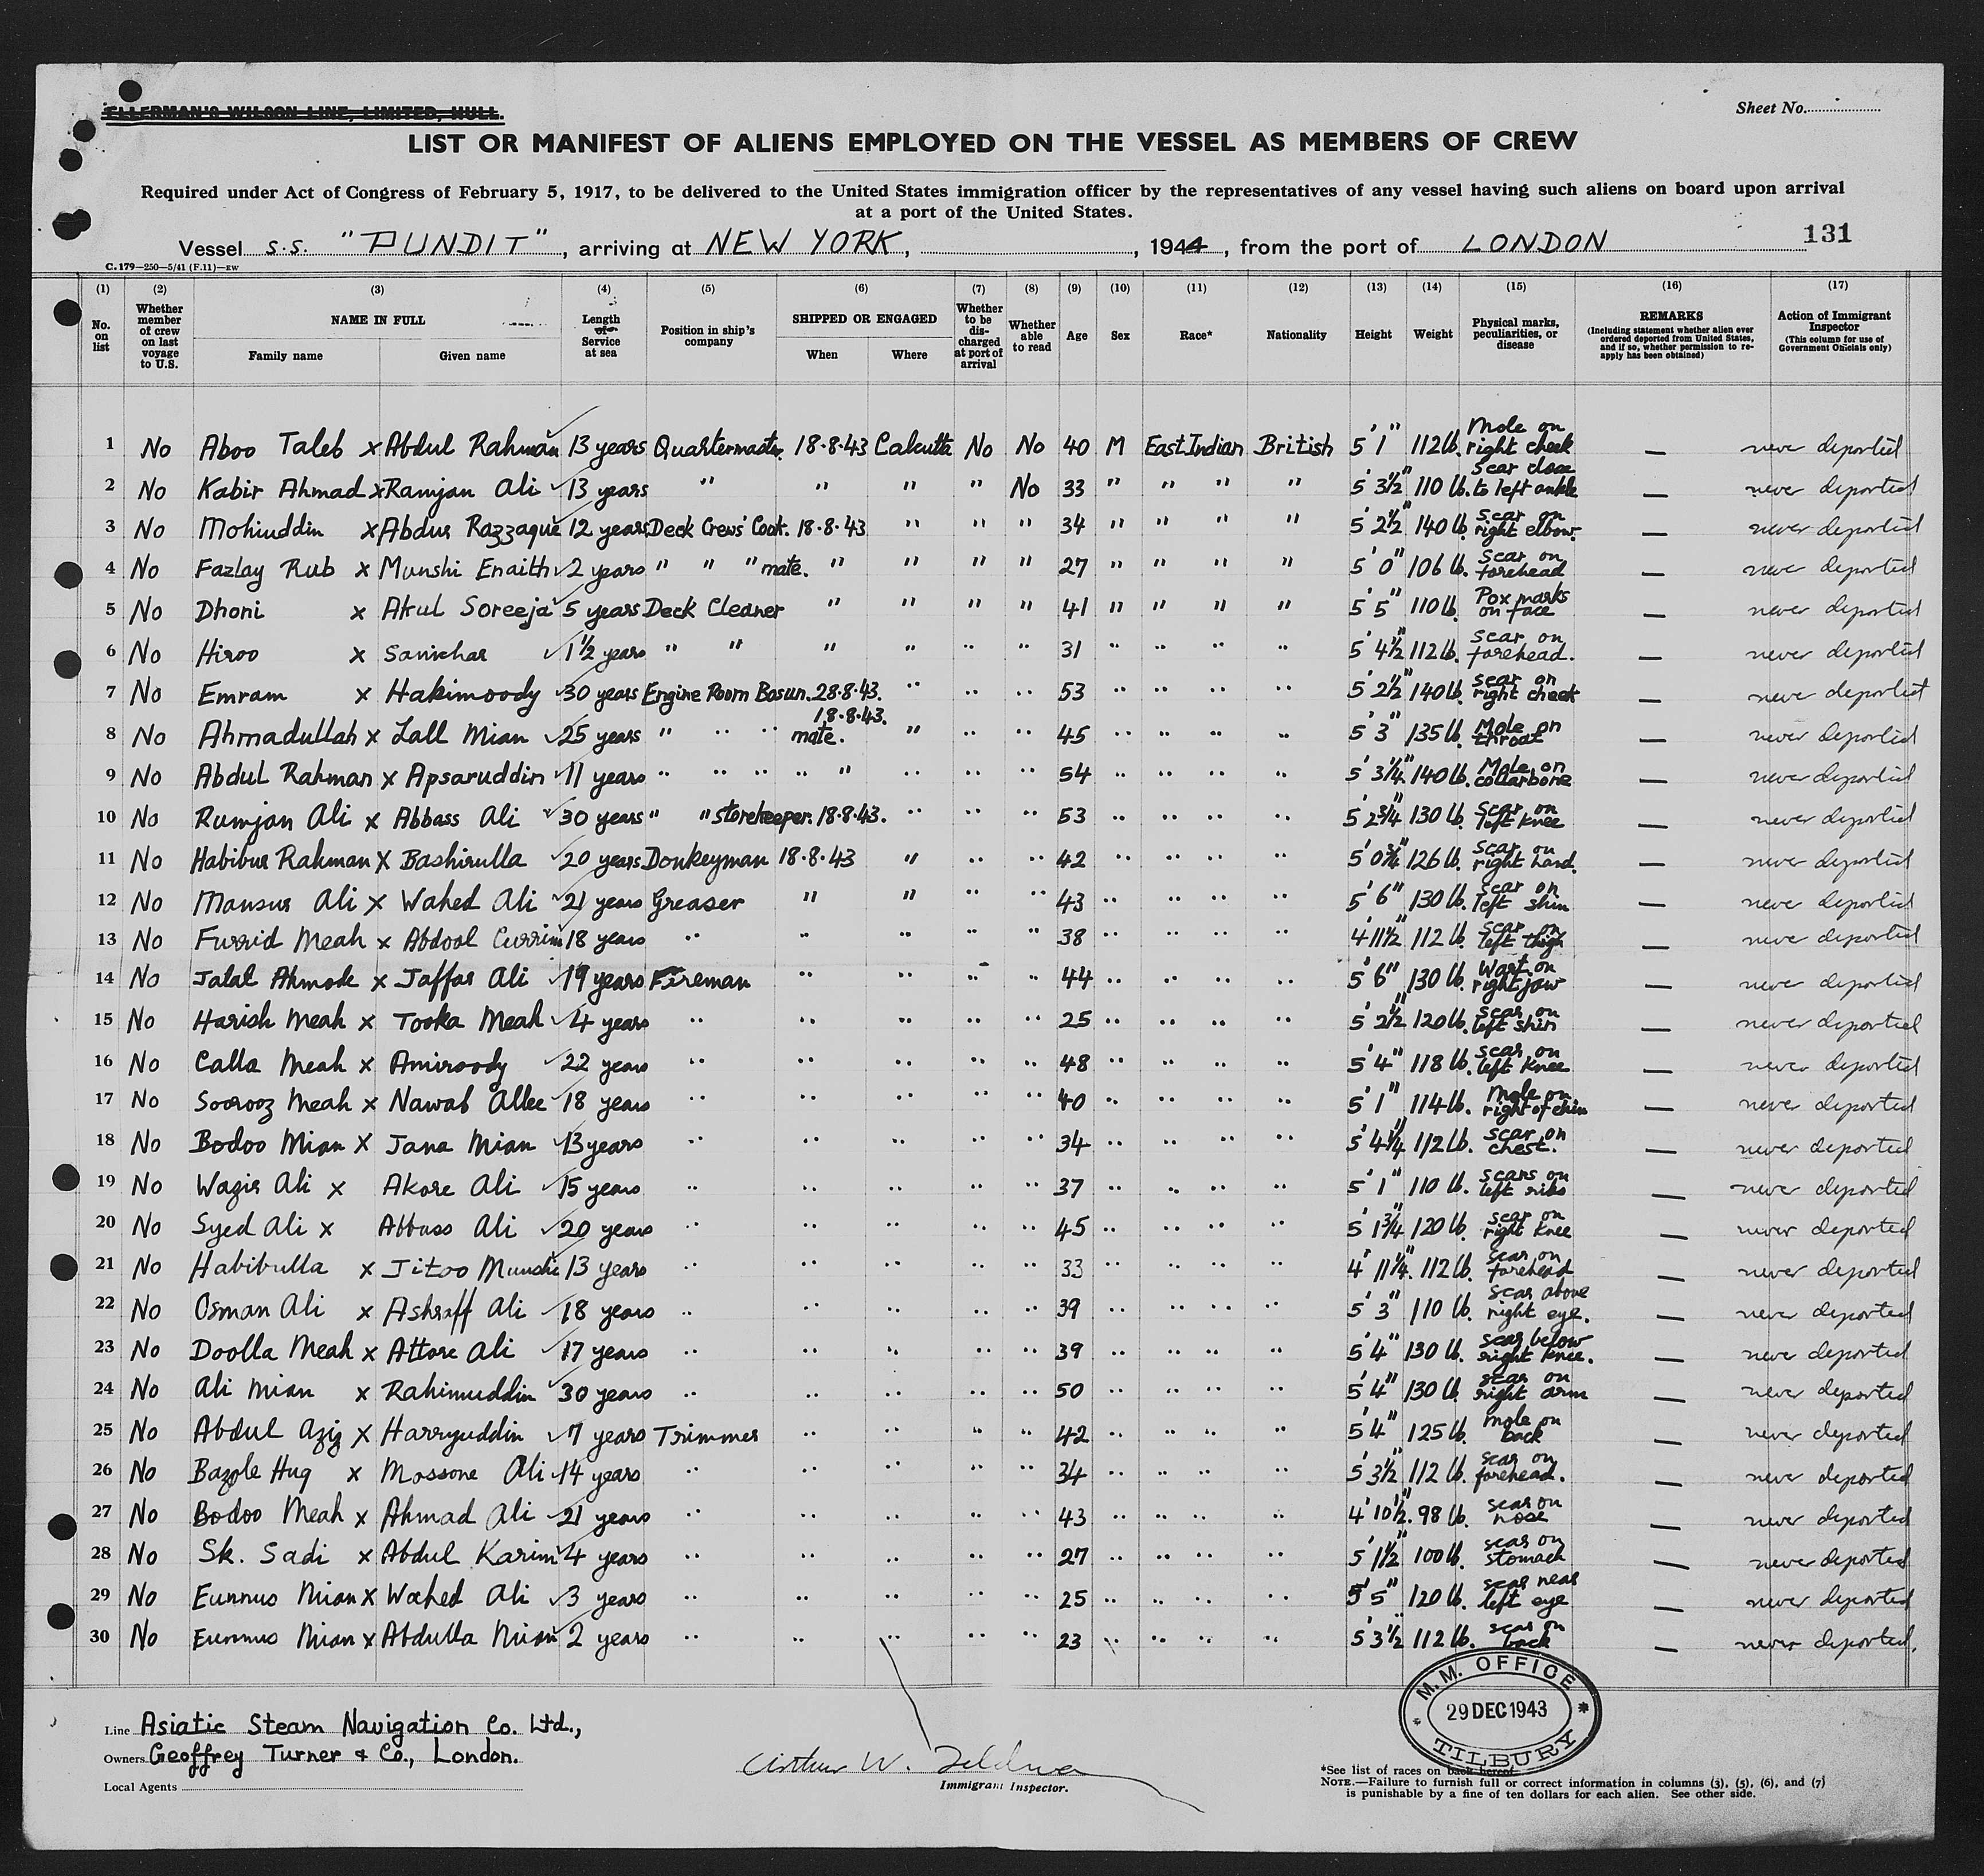 ELLERMAN'S WILSON LINE, LIMITED, HULL.
Sheet No.
LIST OR MANIFEST OF ALIENS EMPLOYED ON THE VESSEL AS MEMBERS OF CREW
Required under Act of Congress of February 5, 1917, to be delivered to the United States immigration officer by the representatives of any vessel having such aliens on board upon arrival
at a port of the United States.
Vessel S.S. "PUNDIT", arriving at NEW YORK, , 1944, from the port of LONDON 131
C.179—250—5/41 (F.11)—EW
(1) (2) (3) (4) (5) (6) (7) (8) (9) (10) (11) (12) (13) (14) (15) (16) (17)
No. on list
Whether member of crew on last voyage to U.S.
NAME IN FULL
Family name
Given name
Length of Service at sea
Position in ship's company
SHIPPED OR ENGAGED
When
Where
Whether to be discharged at port of arrival
Whether able to read
Age
Sex
Race*
Nationality
Height
Weight
Physical marks, peculiarities, or disease
REMARKS
(Including statement whether alien ever ordered deported from United States, and if so, whether permission to re-apply has been obtained)
Action of Immigrant Inspector
(This column for use of Government Officials only)
1 No Aboo Taleb x Abdul Rahman 13 years Quartermaster. 18.8.43 Calcutta No No 40 M East Indian British 5'1" 112 lb. Mole on right cheek — never deported
2 No Kabir Ahmad x Ramjan Ali 13 years " " " " No 33 " " " " 5'3½" 110 lb. scar close to left ankle — never deported
3 No Mohiuddin x Abdur Razzaque 12 years Deck Crews' Cook. 18.8.43 " " " 34 " " " " 5'2½" 140 lb. scar on right elbow. — never deported
4 No Fazlay Rub x Munshi Enaith 2 years " " " mate. " " " " 27 " " " " 5'0" 106 lb. scar on forehead — never deported
5 No Dhoni x Akul Soreeja 5 years Deck Cleaner " " " " 41 " " " " 5'5" 110 lb. Pox marks on face — never deported
6 No Hiroo x Sanichar 1½ years " " " " " " 31 " " " " 5'4½" 112 lb. scar on forehead. — never deported
7 No Emram x Hakimoody 30 years Engine Room Bosun. 28.8.43. " " " 53 " " " " 5'2½" 140 lb. scar on right cheek — never deported
8 No Ahmadullah x Lall Mian 25 years " " " mate. 18.8.43. " " " 45 " " " " 5'3" 135 lb. Mole on throat — never deported
9 No Abdul Rahman x Apsaruddin 11 years " " " " " " " " 54 " " " " 5'3¼" 140 lb. Mole on collarbone — never deported
10 No Rumjan Ali x Abbass Ali 30 years " " storekeeper. 18.8.43. " " " 53 " " " " 5'2¾" 130 lb. scar on left knee — never deported
11 No Habibur Rahman x Bashirulla 20 years Donkeyman 18.8.43 " " " 42 " " " " 5'0¾" 126 lb. scar on right hand. — never deported
12 No Mansur Ali x Wahed Ali 21 years Greaser " " " " 43 " " " " 5'6" 130 lb. scar on left shin — never deported
13 No Furrid Meah x Abdool Currim 18 years " " " " " 38 " " " " 4'11½ 112 lb. scar on left thigh — never deported
14 No Jalal Ahmode x Jaffar Ali 19 years Fireman " " " " 44 " " " " 5'6" 130 lb. Wart on right jaw — never deported
15 No Harish Meah x Tooka Meah 4 years " " " " " 25 " " " " 5'2½" 120 lb. scar on left shin — never deported
16 No Calla Meah x Amiroody 22 years " " " " " 48 " " " " 5'4" 118 lb. scar on left knee — never deported
17 No Soorooz Meah x Nawab Allee 18 years " " " " " 40 " " " " 5'1" 114 lb. Mole on right of chin — never deported
18 No Bodoo Mian x Jana Mian 13 years " " " " " 34 " " " " 5'4¼" 112 lb. scar on chest. — never deported
19 No Wazir Ali x Akore Ali 15 years " " " " " 37 " " " " 5'1" 110 lb. scars on left ribs — never deported
20 No Syed Ali x Abbass Ali 20 years " " " " " 45 " " " " 5'1¾" 120 lb. scar on right knee — never deported
21 No Habibulla x Jitoo Munshi 13 years " " " " " 33 " " " " 4'11¼" 112 lb. scar on forehead — never deported
22 No Osman Ali x Ashraff Ali 18 years " " " " " 39 " " " " 5'3" 110 lb. scar above right eye. — never deported
23 No Doolla Meah x Attore Ali 17 years " " " " " 39 " " " " 5'4" 130 lb. scar below right knee. — never deported
24 No Ali Mian x Rahimuddin 30 years " " " " " 50 " " " " 5'4" 130 lb. scar on right arm — never deported
25 No Abdul Aziz x Harryuddin 7 years Trimmer " " " " 42 " " " " 5'4" 125 lb. mole on back — never deported
26 No Bazole Huq x Mossone Ali 14 years " " " " " 34 " " " " 5'3½ 112 lb. scar on forehead. — never deported
27 No Bodoo Meah x Ahmad Ali 21 years " " " " " 43 " " " " 4'10½". 98 lb. scar on nose — never deported
28 No Sk. Sadi x Abdul Karim 4 years " " " " " 27 " " " " 5'1½" 100 lb. scar on stomach — never deported
29 No Eunnus Mian x Wahed Ali 3 years " " " " " 25 " " " " 5'5" 120 lb. scar near left eye — never deported
30 No Eunnus Mian x Abdulla Mian 2 years " " " " " 23 " " " " 5'3½" 112 lb. scar on back — never deported.
M.M. OFFICE
29 DEC 1943
TILBURY
Line Asiatic Steam Navigation Co. Ltd.,
Owners Geoffrey Turner & Co., London.
Local Agents
Arthur W.
Immigrant Inspector.
*See list of races on back hereof.
NOTE.—Failure to furnish full or correct information in columns (3), (5), (6), and (7)
is punishable by a fine of ten dollars for each alien. See other side.